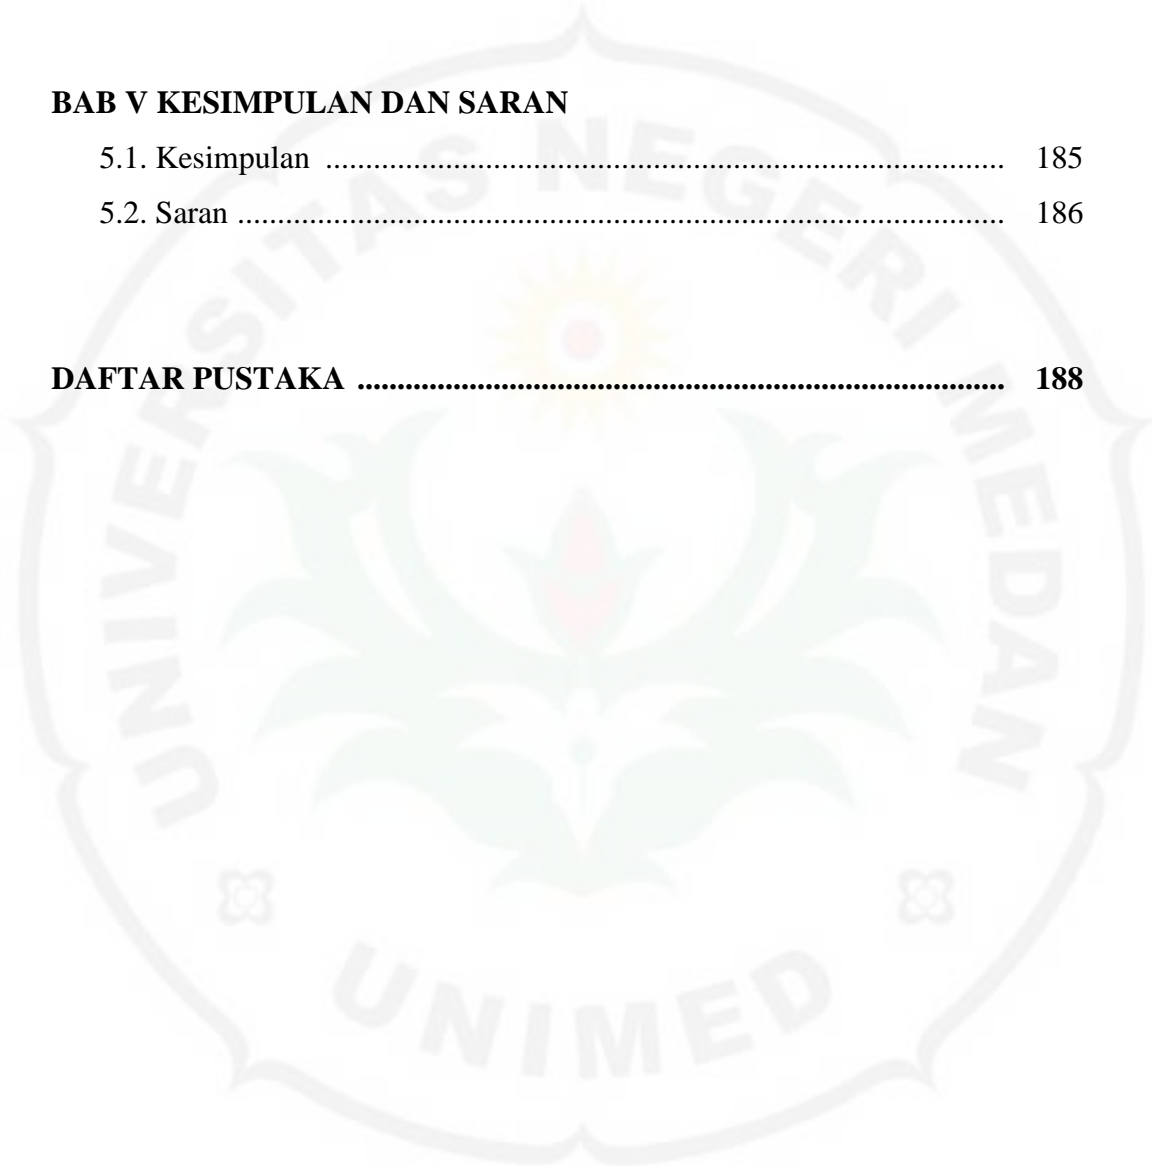 BAB V KESIMPULAN DAN SARAN
5.1. Kesimpulan ..................................................................................... 185
5.2. Saran ................................................................................................ 186
DAFTAR PUSTAKA ................................................................................. 188
UNIVERSITAS NEGERI MEDAN
UNIMED